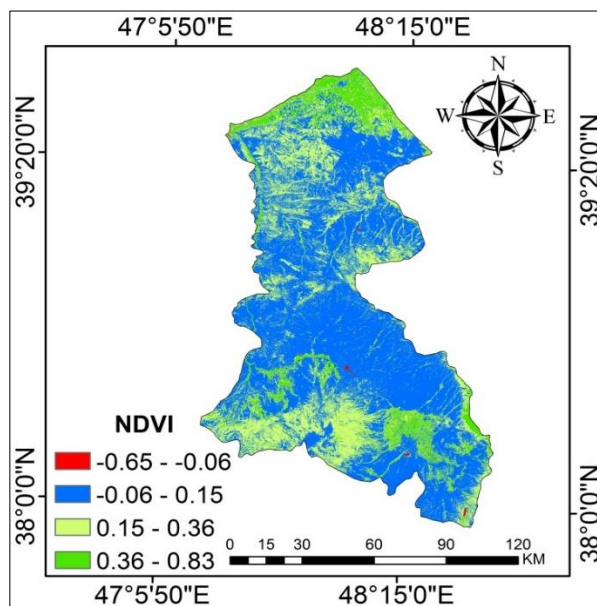 47°5'50"E 48°15'0"E
N
W E
S
39°20'0"N 39°20'0"N
NDVI
-0.65 - -0.06
-0.06 - 0.15
0.15 - 0.36
0.36 - 0.83
38°0'0"N 38°0'0"N
0 15 30 60 90 120
KM
47°5'50"E 48°15'0"E